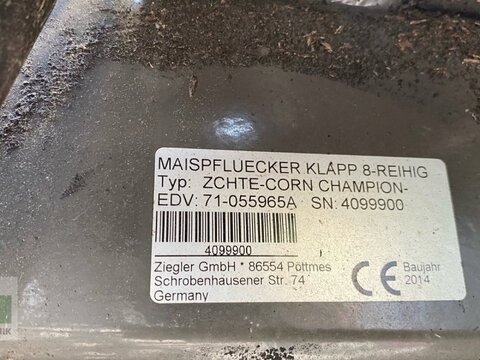 MAISPFLUECKER KLAPP 8-REIHIG
Typ: ZCHTE-CORN CHAMPION-
EDV: 71-055965A SN: 4099900
4099900
Ziegler GmbH * 86554 Pöttmes
Schrobenhausener Str. 74
Germany
CE Baujahr
2014